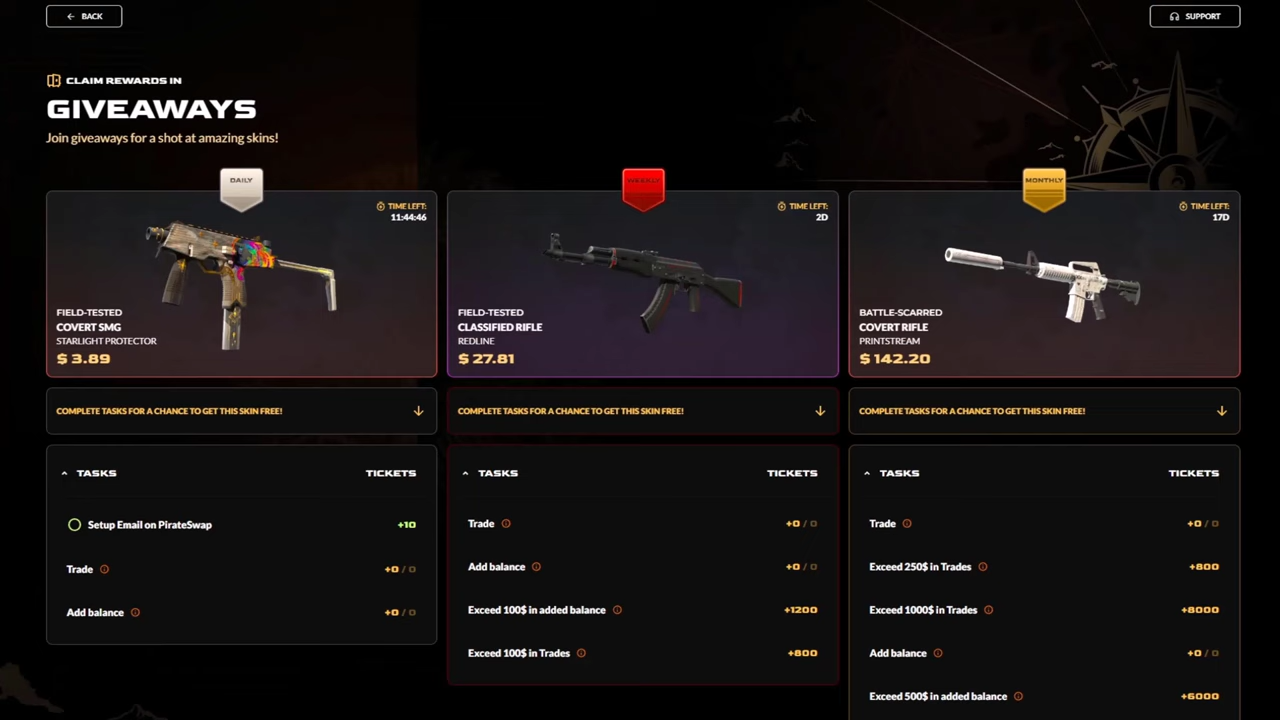 BACK
SUPPORT
CLAIM REWARDS IN
GIVEAWAYS
Join giveaways for a shot at amazing skins!
DAILY
TIME LEFT:
11:44:46
FIELD-TESTED
COVERT SMG
STARLIGHT PROTECTOR
$ 3.89
COMPLETE TASKS FOR A CHANCE TO GET THIS SKIN FREE!
TASKS TICKETS
Setup Email on PirateSwap +10
Trade +0 / 0
Add balance +0 / 0
WEEKLY
TIME LEFT:
2D
FIELD-TESTED
CLASSIFIED RIFLE
REDLINE
$ 27.81
COMPLETE TASKS FOR A CHANCE TO GET THIS SKIN FREE!
TASKS TICKETS
Trade +0 / 0
Add balance +0 / 0
Exceed 100$ in added balance +1200
Exceed 100$ in Trades +800
MONTHLY
TIME LEFT:
17D
BATTLE-SCARRED
COVERT RIFLE
PRINTSTREAM
$ 142.20
COMPLETE TASKS FOR A CHANCE TO GET THIS SKIN FREE!
TASKS TICKETS
Trade +0 / 0
Exceed 250$ in Trades +800
Exceed 1000$ in Trades +8000
Add balance +0 / 0
Exceed 500$ in added balance +6000